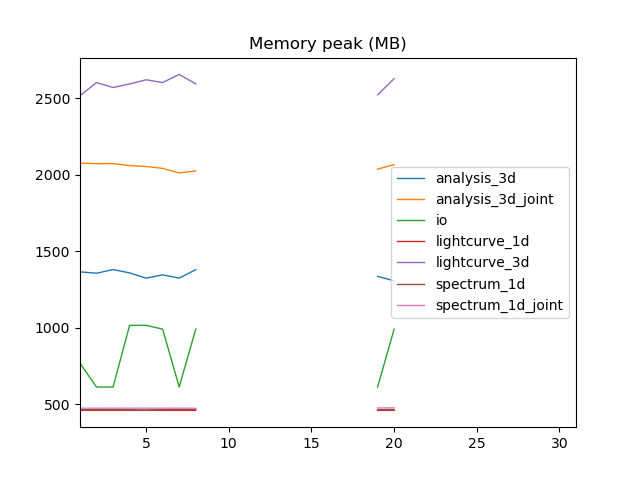 Memory peak (MB)
2500
2000
1500
1000
500
analysis_3d
analysis_3d_joint
io
lightcurve_1d
lightcurve_3d
spectrum_1d
spectrum_1d_joint
5 10 15 20 25 30